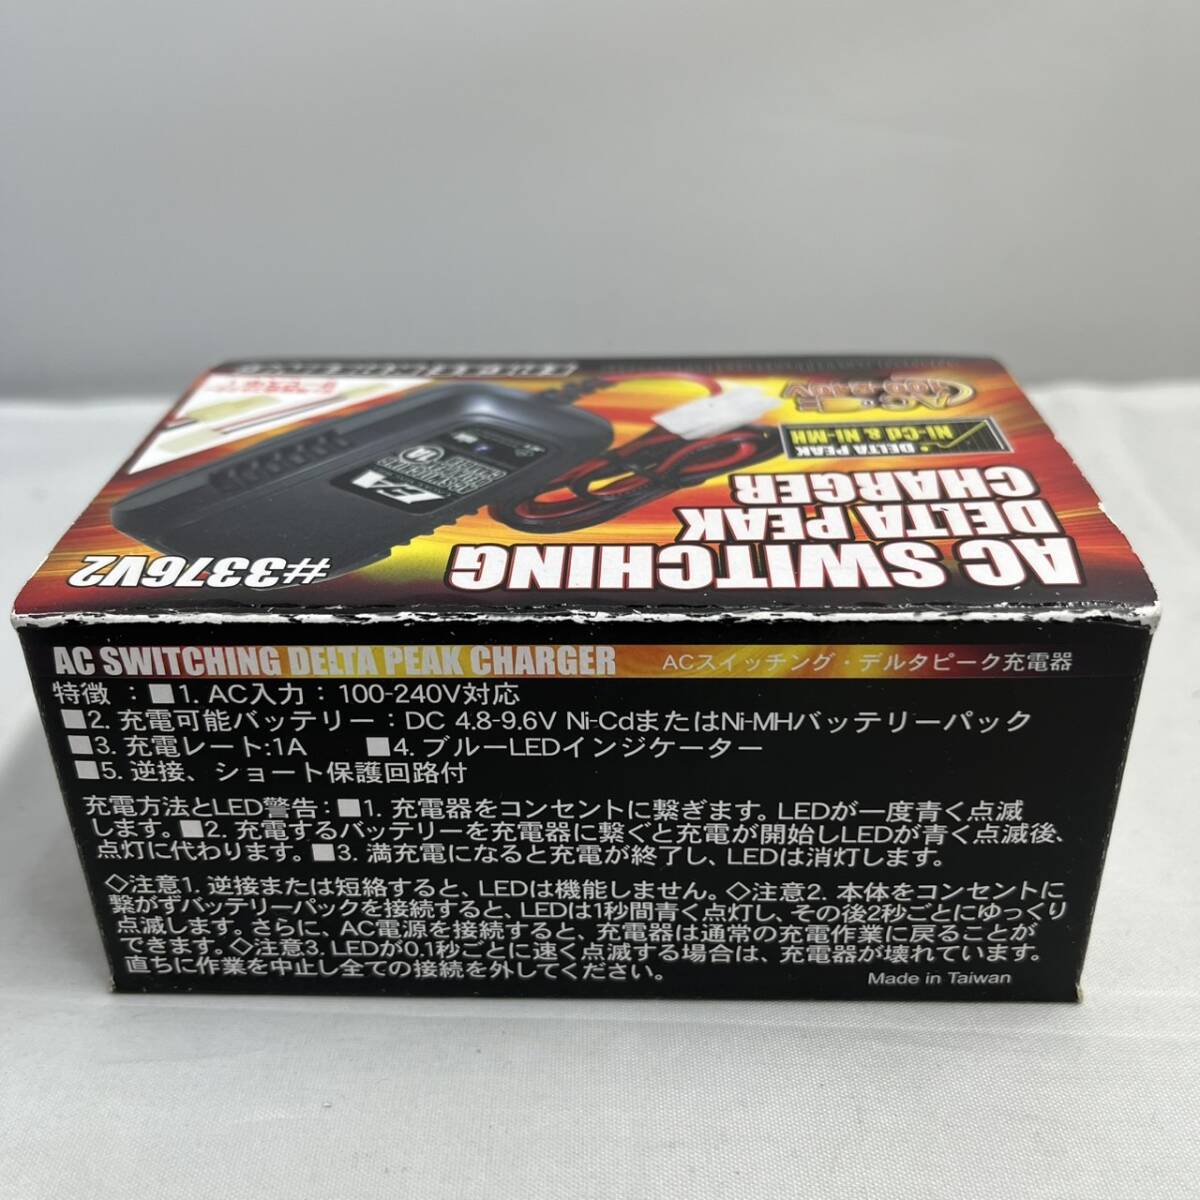 #3376V2
AC SWITCHING
DELTA PEAK
CHARGER
DELTA PEAK
Ni-Cd & Ni-MH
EA
1A
AC SWITCHING DELTA PEAK CHARGER ACスイッチング・デルタピーク充電器
特徴 : ■1. AC入力 : 100-240V対応
■2. 充電可能バッテリー : DC 4.8-9.6V Ni-CdまたはNi-MHバッテリーパック
■3. 充電レート:1A ■4. ブルーLEDインジケーター
■5. 逆接、ショート保護回路付
充電方法とLED警告 : ■1. 充電器をコンセントに繋ぎます。LEDが一度青く点滅
します。■2. 充電するバッテリーを充電器に繋ぐと充電が開始しLEDが青く点滅後、
点灯に代わります。■3. 満充電になると充電が終了し、LEDは消灯します。
◇注意1. 逆接または短絡すると、LEDは機能しません。◇注意2. 本体をコンセントに
繋がずバッテリーパックを接続すると、LEDは1秒間青く点灯し、その後2秒ごとにゆっくり
点滅します。さらに、AC電源を接続すると、充電器は通常の充電作業に戻ることが
できます。◇注意3. LEDが0.1秒ごとに速く点滅する場合は、充電器が壊れています。
直ちに作業を中止し全ての接続を外してください。
Made in Taiwan